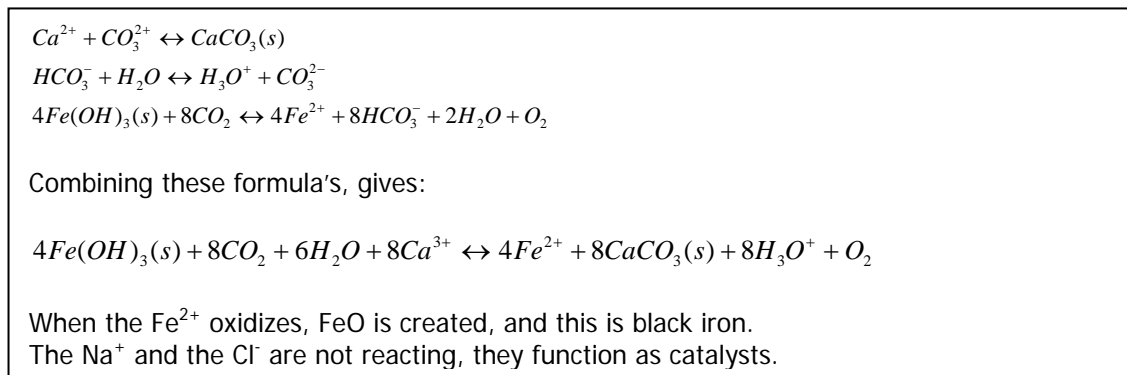 Ca²⁺ + CO₃²⁺ ↔ CaCO₃(s)
HCO₃⁻ + H₂O ↔ H₃O⁺ + CO₃²⁻
4Fe(OH)₃(s) + 8CO₂ ↔ 4Fe²⁺ + 8HCO₃⁻ + 2H₂O + O₂
Combining these formula's, gives:
4Fe(OH)₃(s) + 8CO₂ + 6H₂O + 8Ca³⁺ ↔ 4Fe²⁺ + 8CaCO₃(s) + 8H₃O⁺ + O₂
When the Fe²⁺ oxidizes, FeO is created, and this is black iron.
The Na⁺ and the Cl⁻ are not reacting, they function as catalysts.